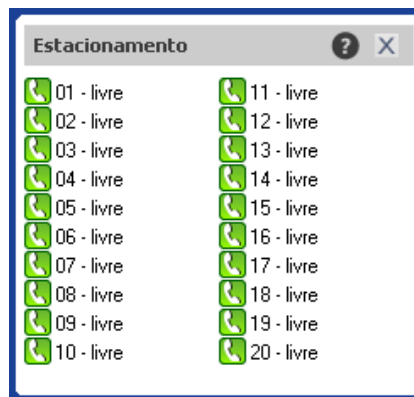 Estacionamento ? X
01 - livre
02 - livre
03 - livre
04 - livre
05 - livre
06 - livre
07 - livre
08 - livre
09 - livre
10 - livre
11 - livre
12 - livre
13 - livre
14 - livre
15 - livre
16 - livre
17 - livre
18 - livre
19 - livre
20 - livre